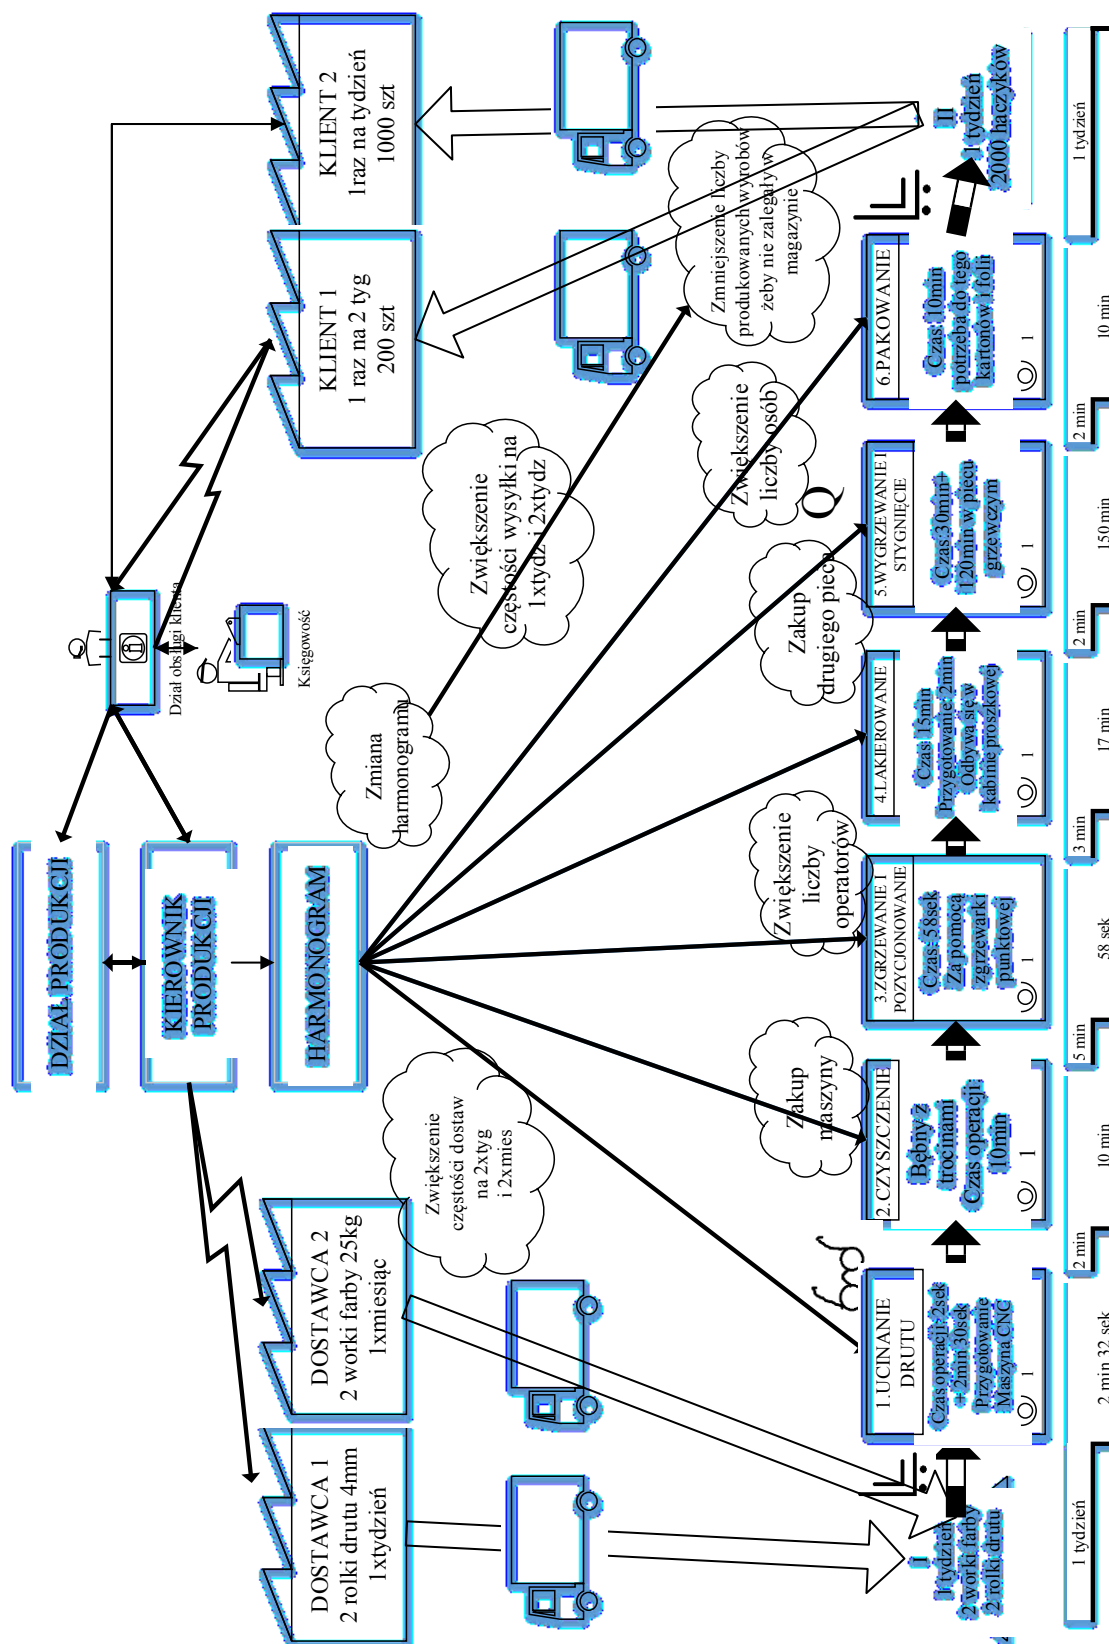 DOSTAWCA 1
2 rolki drutu 4mm
1xtydzień
DOSTAWCA 2
2 worki farby 25kg
1xmiesiąc
DZIAŁ PRODUKCJI
KIEROWNIK
PRODUKCJI
HARMONOGRAM
Dział obsługi klienta
Księgowość
KLIENT 1
1 raz na 2 tyg
200 szt
KLIENT 2
1raz na tydzień
1000 szt
Zwiększenie
częstości dostaw
na 2xtyg
i 2xmies
Zmiana
harmonogramu
Zwiększenie
częstości wysyłki na
1xtydz i 2xtydz
Zmniejszenie liczby
produkowanych wyrobów
żeby nie zalegały w
magazynie
Zakup
maszyny
Zwiększenie
liczby
operatorów
Zakup
drugiego pieca
Zwiększenie
liczby osób
Q
I
1 tydzień
2 worki farby
2 rolki drutu
1.UCINANIE
DRUTU
Czas operacji: 2sek
+ 2min 30sek
Przygotowanie
Maszyna CNC
1
2.CZYSZCZENIE
Bębny z
trocinami
Czas operacji:
10min
1
3.ZGRZEWANIE I
POZYCJONOWANIE
Czas: 58sek
Za pomocą
zgrzewarki
punktowej
1
4.LAKIEROWANIE
Czas: 15min
Przygotowanie: 2min
Odbywa się w
kabinie proszkowej
1
5.WYGRZEWANIE I
STYGNIĘCIE
Czas:30min+
120min w piecu
grzewczym
1
6.PAKOWANIE
Czas: 10min
potrzeba do tego
kartonów i folii
1
II
1 tydzień
2000 haczyków
1 tydzień
2 min 32 sek
2 min
10 min
5 min
58 sek
3 min
17 min
2 min
150 min
2 min
10 min
1 tydzień